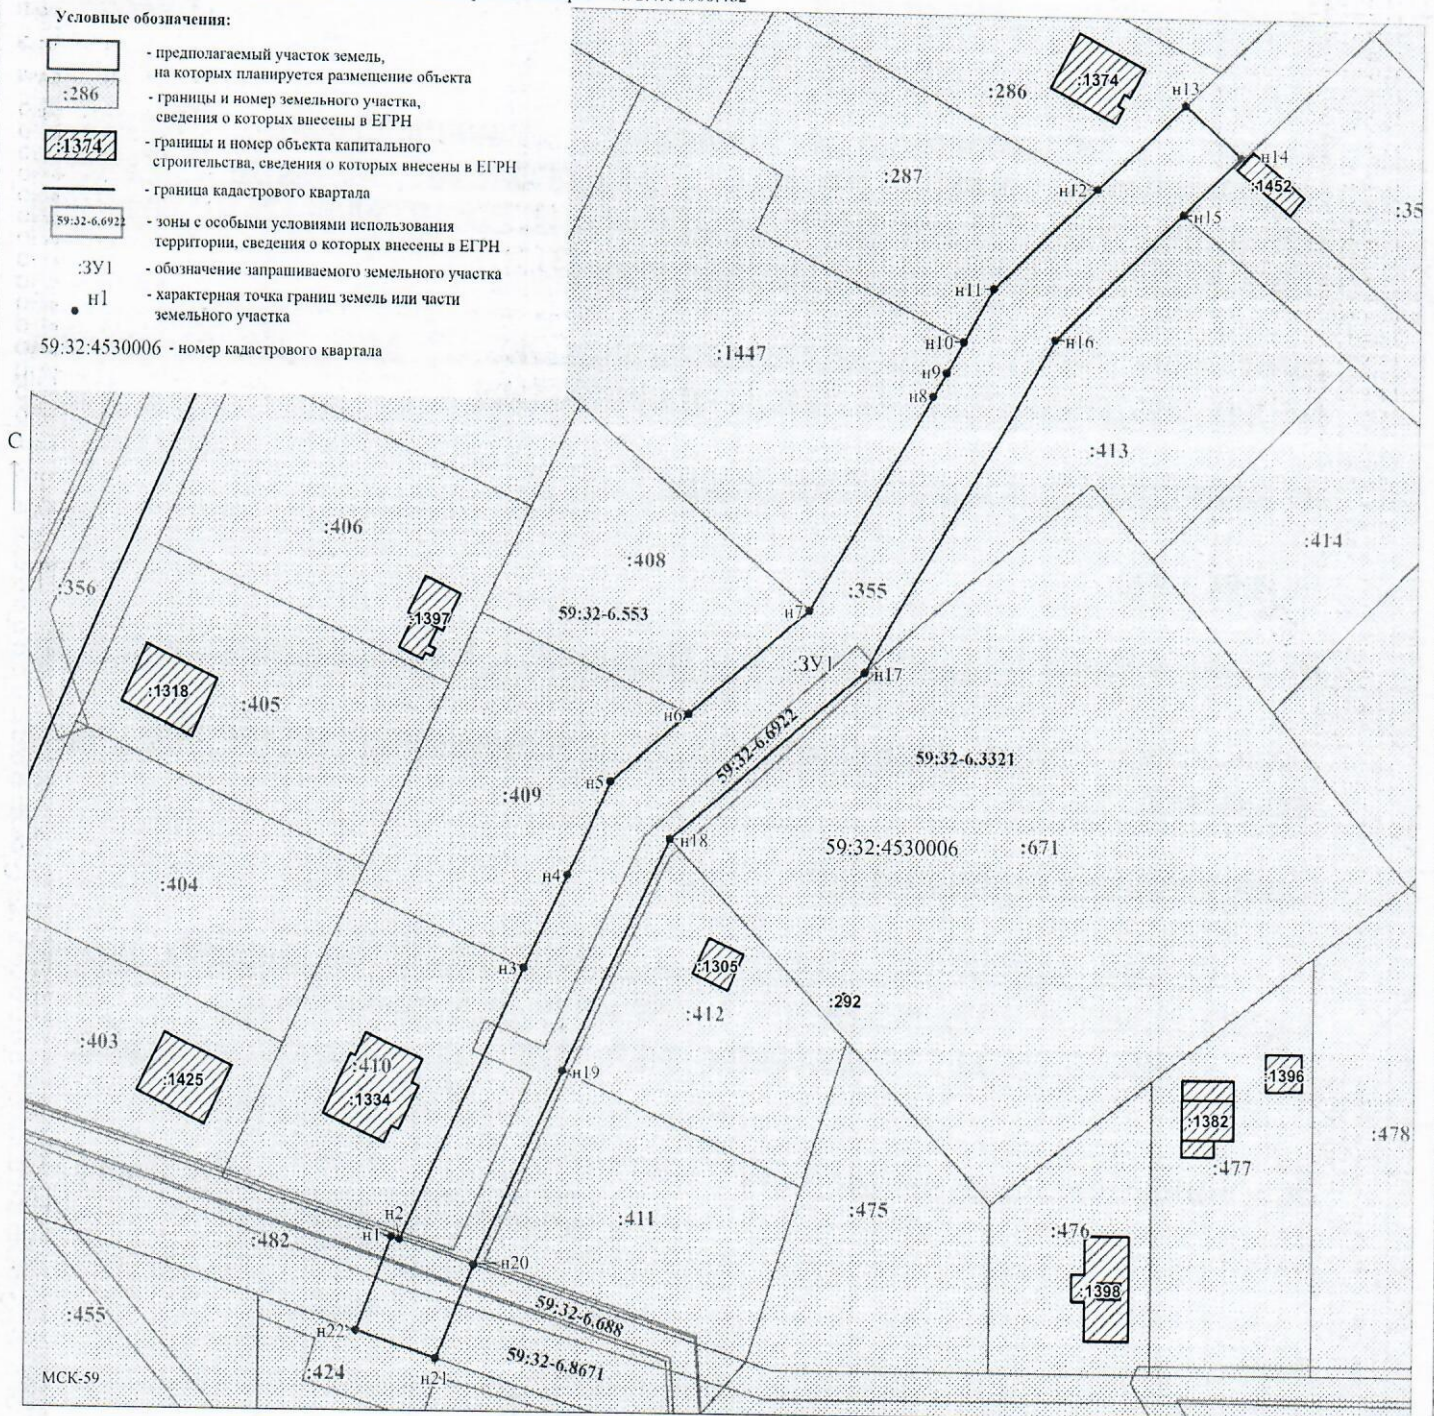 Условные обозначения:
- предполагаемый участок земель,
на которых планируется размещение объекта
:286 - границы и номер земельного участка,
сведения о которых внесены в ЕГРН
:1374 - границы и номер объекта капитального
строительства, сведения о которых внесены в ЕГРН
- граница кадастрового квартала
59:32-6.6922 - зоны с особыми условиями использования
территории, сведения о которых внесены в ЕГРН
:ЗУ1 - обозначение запрашиваемого земельного участка
н1 - характерная точка границ земель или части
земельного участка
59:32:4530006 - номер кадастрового квартала
С
:1374
:286
н13
н14
:287
:1452
н12
:35
н15
н11
н10
н16
:1447
н9
н8
:413
:406
:414
:408
:356
:355
н7
59:32-6.553
:1397
:ЗУ1
н17
:1318
:405
н6
59:32-6.6922
59:32-6.3321
н5
:409
н18
59:32:4530006
:671
н4
:404
н3
:1305
:292
:412
:403
:410
н19
:1425
:1334
:1396
:1382
:478
:477
н2
:411
:475
:476
н1
:482
н20
:1398
59:32-6.688
:455
н22
59:32-6.8671
:424
н21
МСК-59